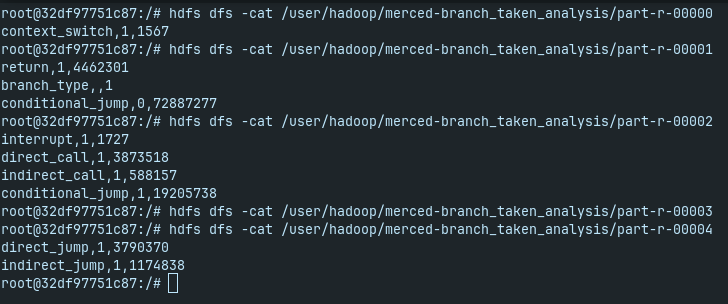 root@32df97751c87:/# hdfs dfs -cat /user/hadoop/merced-branch_taken_analysis/part-r-00000
context_switch,1,1567
root@32df97751c87:/# hdfs dfs -cat /user/hadoop/merced-branch_taken_analysis/part-r-00001
return,1,4462301
branch_type,,1
conditional_jump,0,72887277
root@32df97751c87:/# hdfs dfs -cat /user/hadoop/merced-branch_taken_analysis/part-r-00002
interrupt,1,1727
direct_call,1,3873518
indirect_call,1,588157
conditional_jump,1,19205738
root@32df97751c87:/# hdfs dfs -cat /user/hadoop/merced-branch_taken_analysis/part-r-00003
root@32df97751c87:/# hdfs dfs -cat /user/hadoop/merced-branch_taken_analysis/part-r-00004
direct_jump,1,3790370
indirect_jump,1,1174838
root@32df97751c87:/#